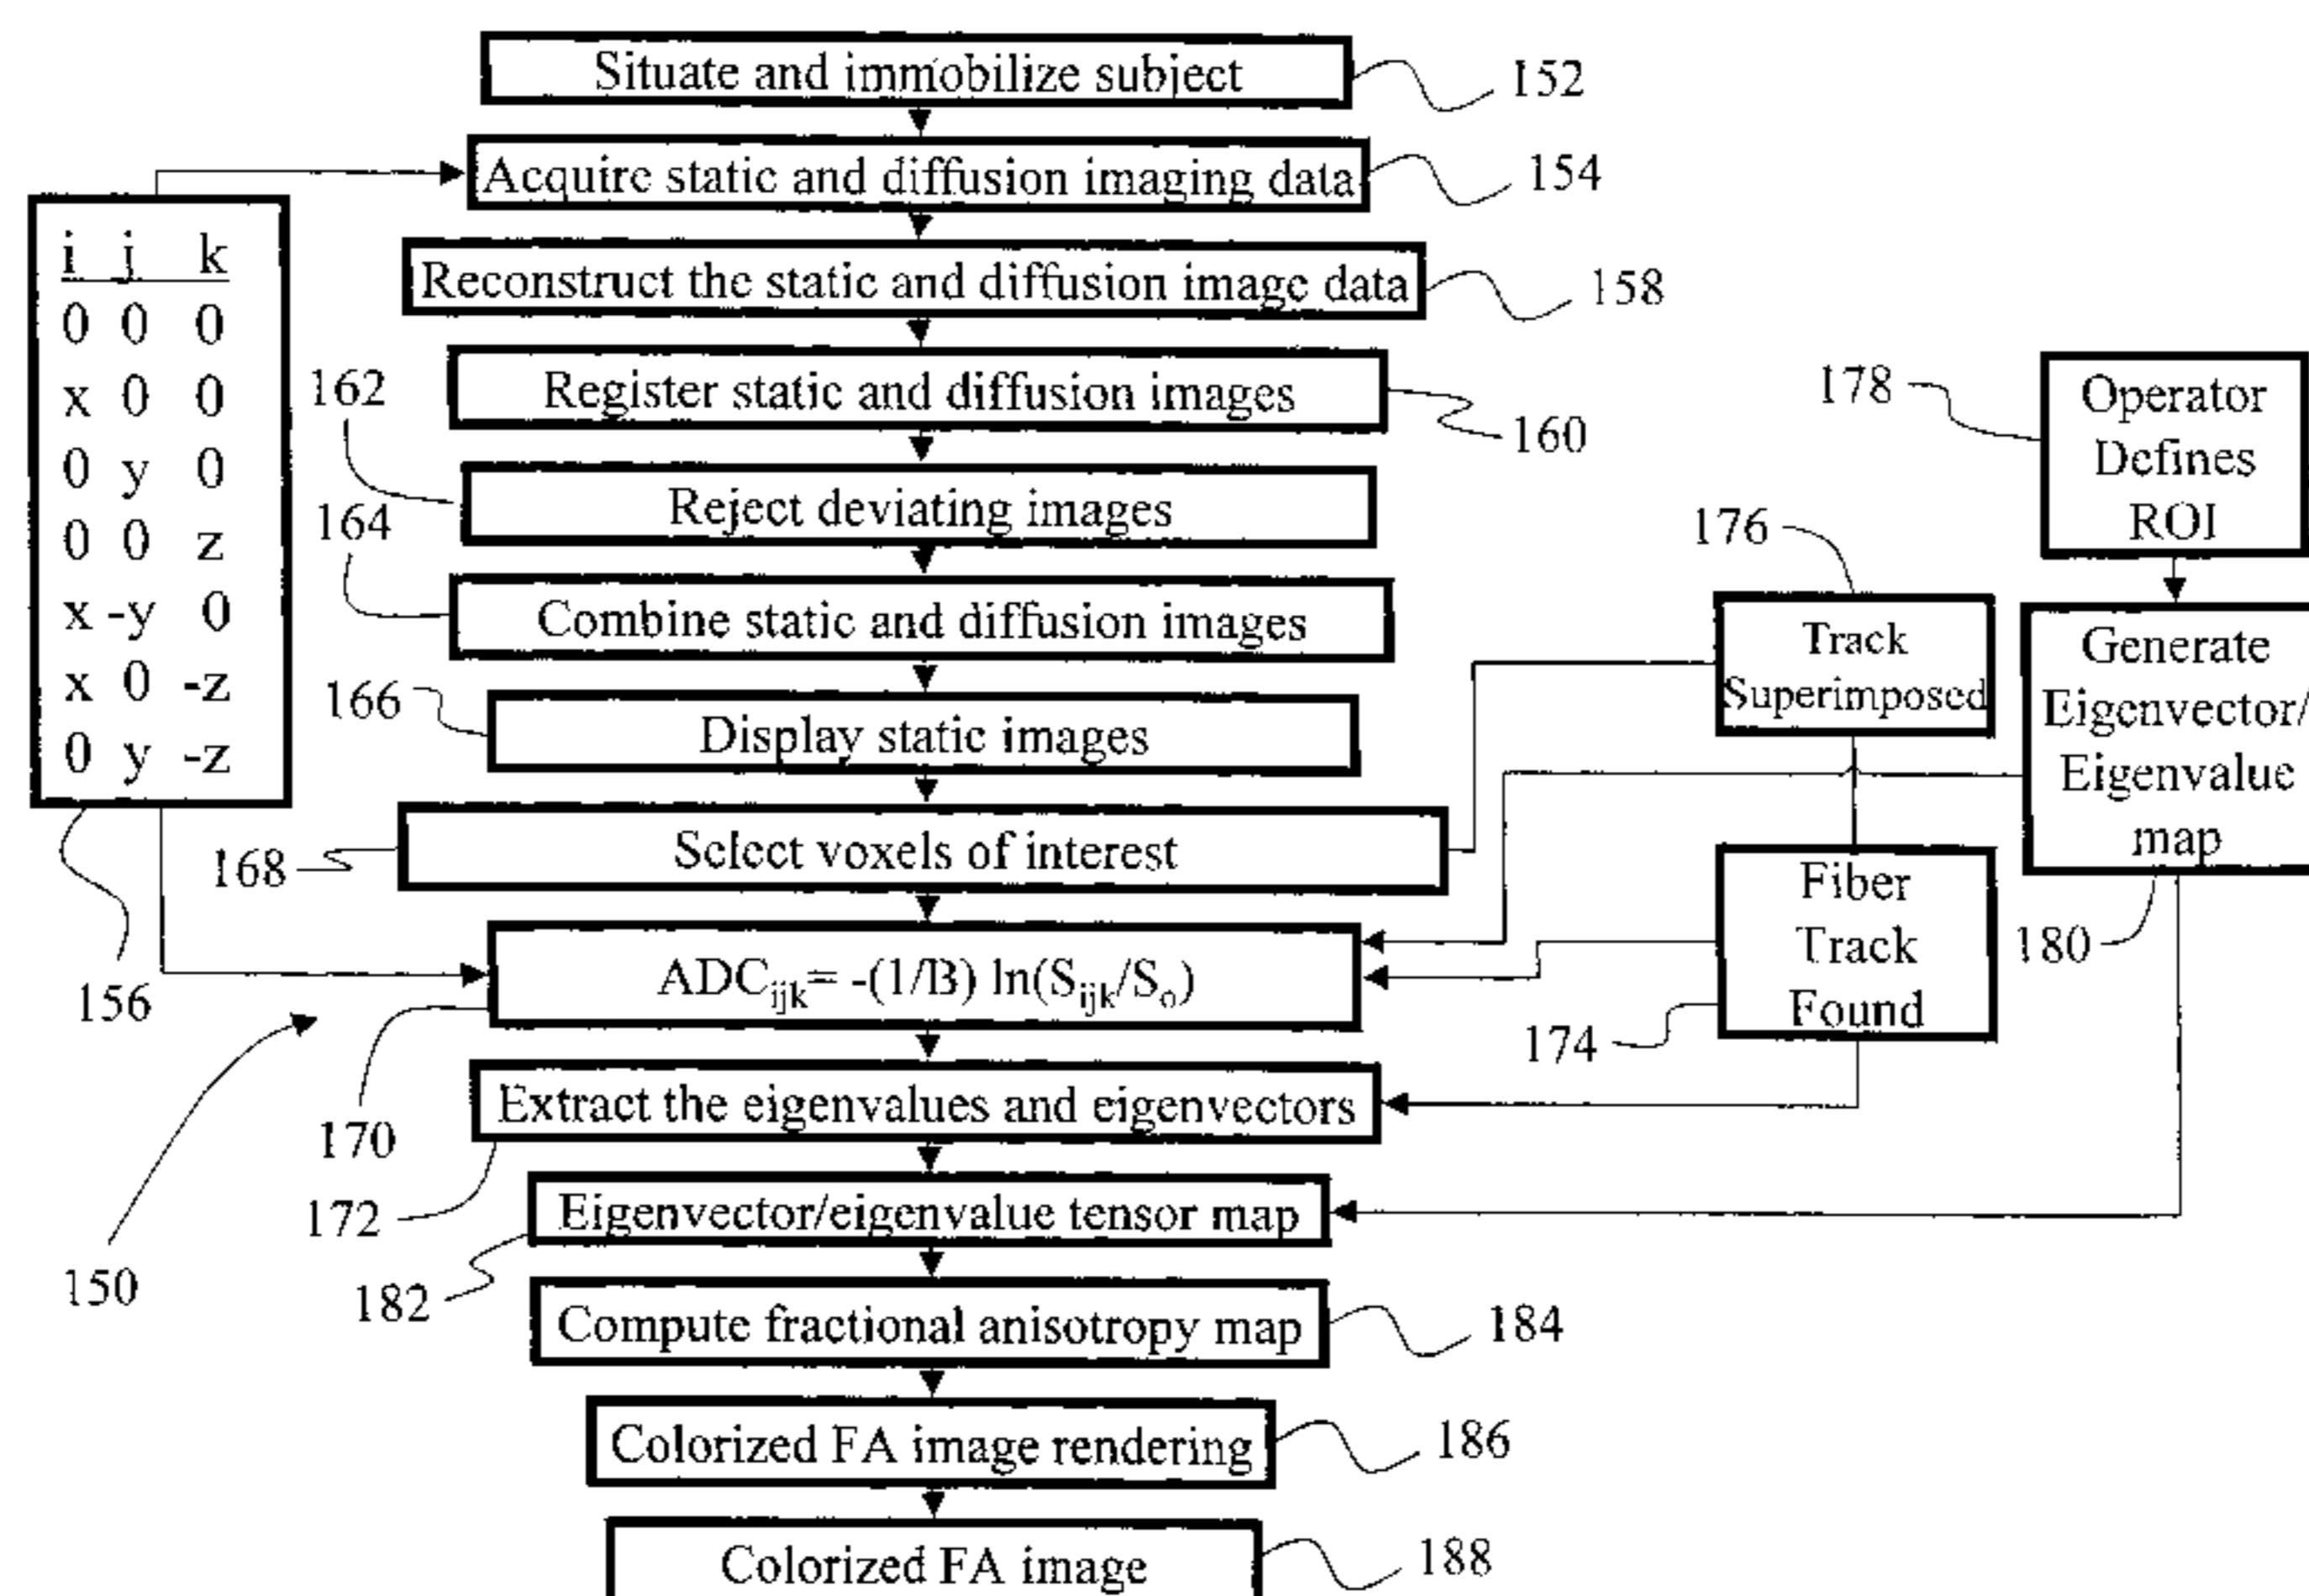 Situate and immobilize subject
152
Acquire static and diffusion imaging data
154
i j k
0 0 0
x 0 0
0 y 0
0 0 z
x -y 0
x 0 -z
0 y -z
156
Reconstruct the static and diffusion image data
158
Register static and diffusion images
160
162
Reject deviating images
164
Combine static and diffusion images
166
Display static images
168
Select voxels of interest
ADCijk= -(1/B) ln(Sijk/So)
170
Extract the eigenvalues and eigenvectors
172
Eigenvector/eigenvalue tensor map
182
Compute fractional anisotropy map
184
Colorized FA image rendering
186
Colorized FA image
188
150
178
Operator
Defines
ROI
176
Track
Superimposed
Generate
Eigenvector/
Eigenvalue
map
180
Fiber
Track
Found
174